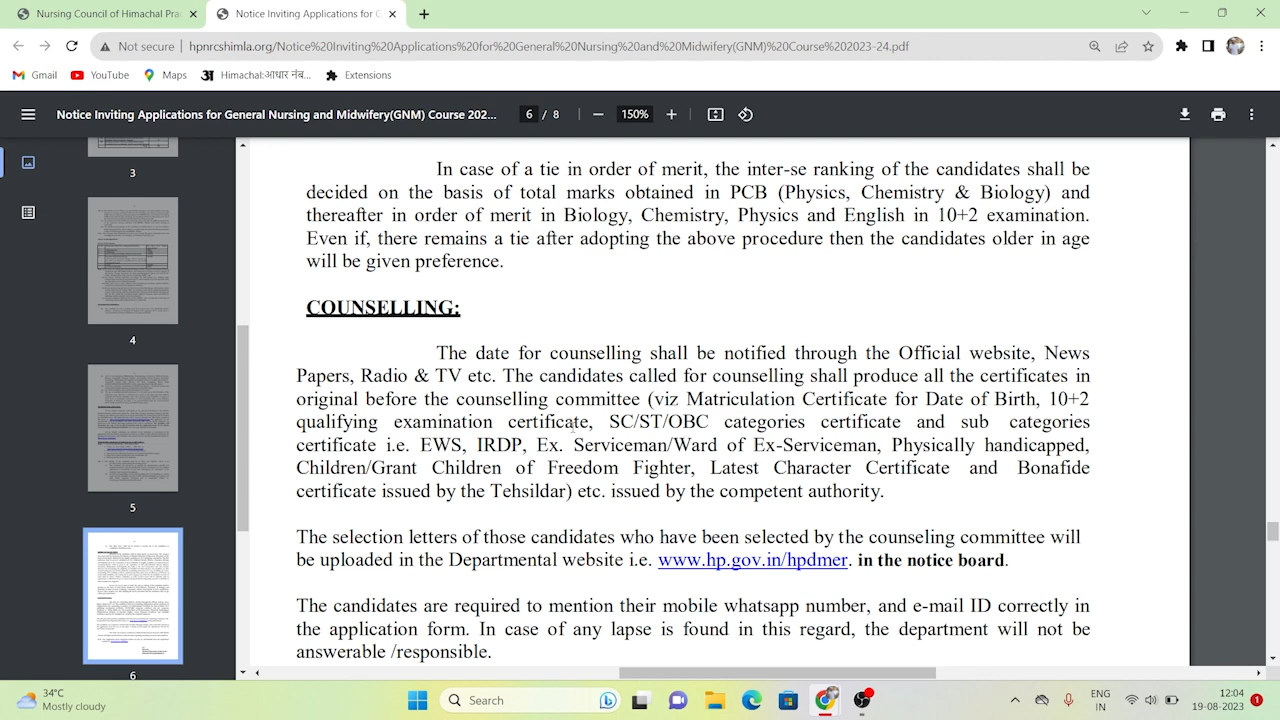 Nursing Council of Himachal Pra
Notice Inviting Applications for G
Not secure | hpnrcshimla.org/Notice%20Inviting%20Applications%20for%20General%20Nursing%20and%20Midwifery(GNM)%20Course%202023-24.pdf
Gmail YouTube Maps Himachal:आधार नंब... Extensions
Notice Inviting Applications for General Nursing and Midwifery(GNM) Course 202... 6 / 8 150%
3
4
5
6
In case of a tie in order of merit, the inter-se ranking of the candidates shall be
decided on the basis of total marks obtained in PCB (Physics, Chemistry & Biology) and
thereafter in order of merit in Biology, Chemistry, Physics and English in 10+2 examination.
Even if, there remains a tie after adopting the above procedure then the candidates older in age
will be given preference.
COUNSELLING:
The date for counselling shall be notified through the Official website, News
Papers, Radio & TV etc. The candidates called for counselling will produce all the certificates in
original before the counselling committee (viz Matriculation Certificate for Date of Birth, 10+2
qualifying examination certificate, SC/ST/OBC categories certificate and sub categories
certificate i.e. EWS, IRDP, Ex-Serviceman/Ward of Ex-Serviceman, Physically handicapped,
Children/Grand Children of Freedom Fighter, Latest Character Certificate and Bonafide
certificate issued by the Tehsildar) etc. issued by the competent authority.
The selection letters of those candidates who have been selected by the counseling committee will
be uploaded on the Departmental website i.e. www.hp.gov.in/hpdmer, in the notice board.
The candidates are required to enter their mobile/whatsapp number, and e-mail ID correctly in
the application form. In case of any lapse is found in this regard, the department will not be
answerable /responsible.
34°C
Mostly cloudy
Search
ENG
IN
12:04
19-08-2023
1